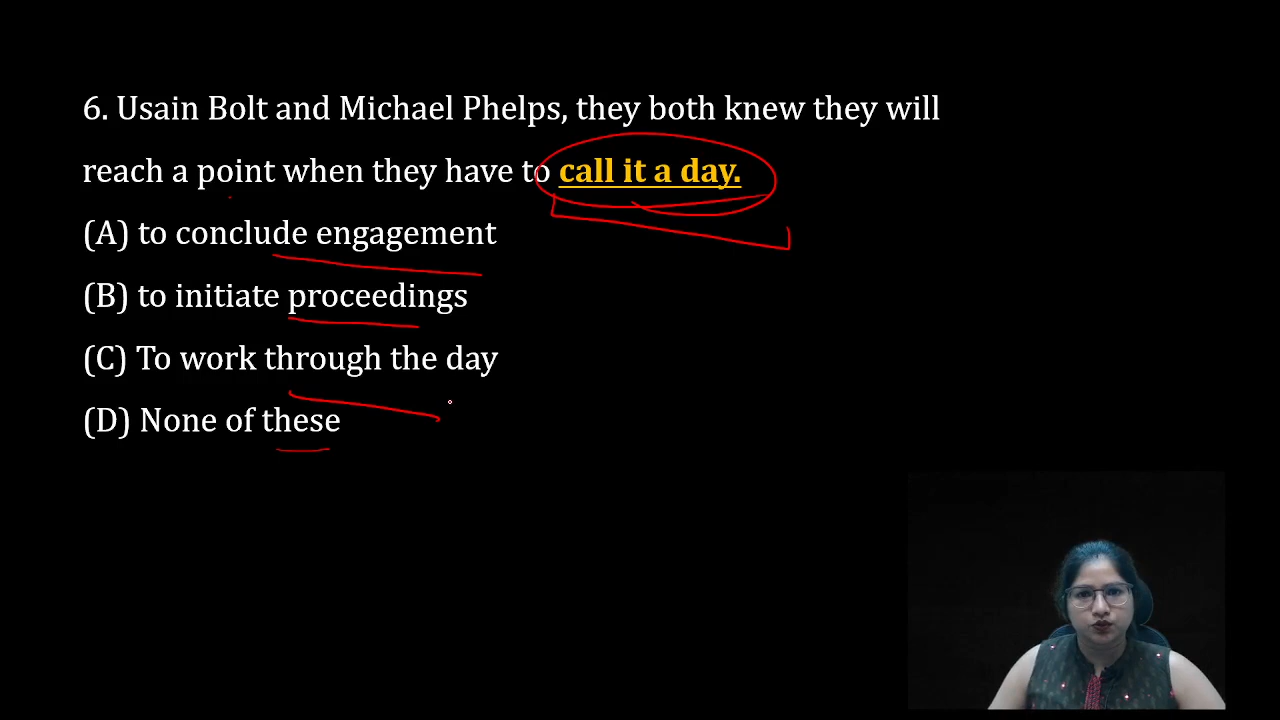 6. Usain Bolt and Michael Phelps, they both knew they will
reach a point when they have to call it a day.
(A) to conclude engagement
(B) to initiate proceedings
(C) To work through the day
(D) None of these